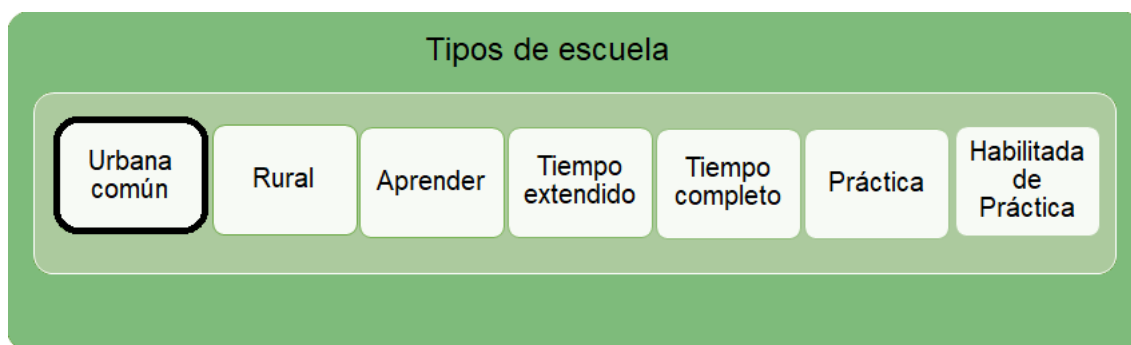 Tipos de escuela
Urbana
común
Rural
Aprender
Tiempo
extendido
Tiempo
completo
Práctica
Habilitada
de
Práctica